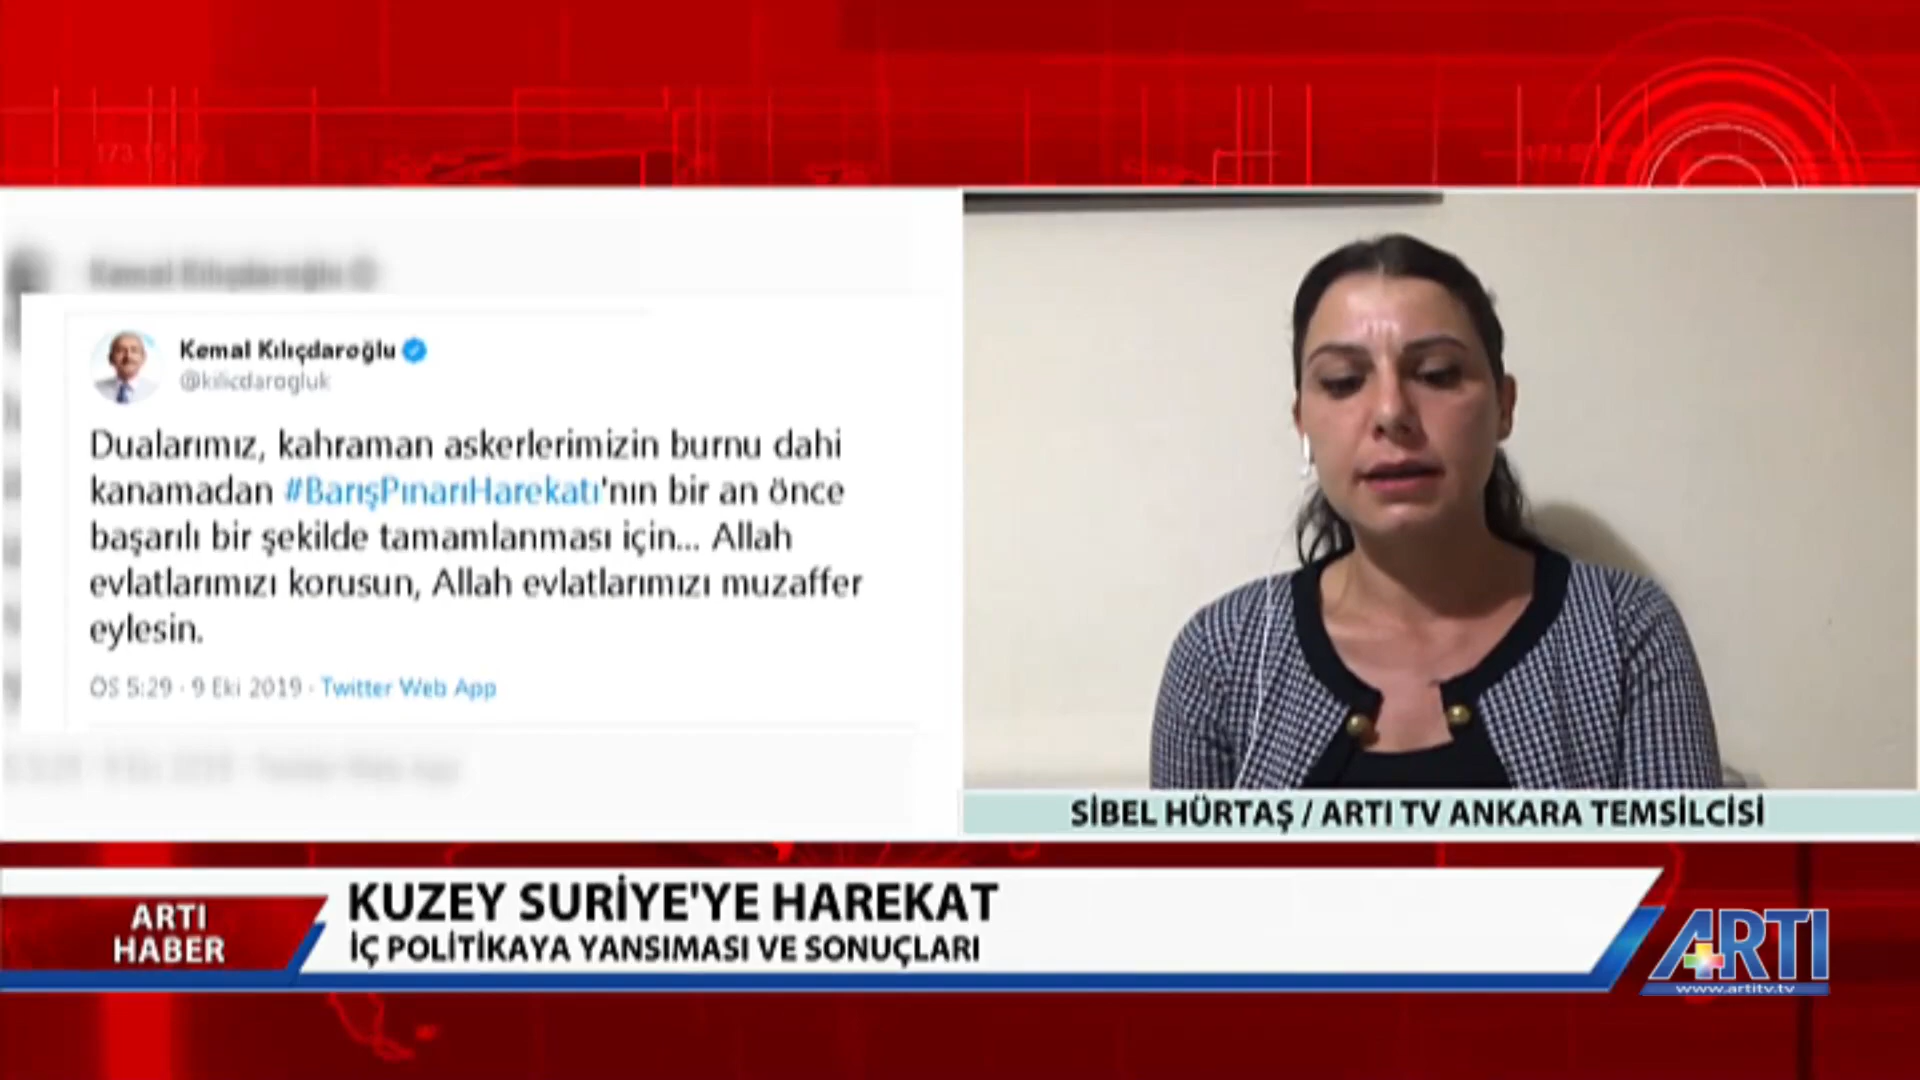 Kemal Kılıçdaroğlu
Kemal Kılıçdaroğlu
@kilicdarogluk
Dualarımız, kahraman askerlerimizin burnu dahi
kanamadan #BarışPınarıHarekatı'nın bir an önce
başarılı bir şekilde tamamlanması için... Allah
evlatlarımızı korusun, Allah evlatlarımızı muzaffer
eylesin.
ÖS 5:29 · 9 Eki 2019 · Twitter Web App
SİBEL HÜRTAŞ / ARTI TV ANKARA TEMSİLCİSİ
ARTI
HABER
KUZEY SURİYE'YE HAREKAT
İÇ POLİTİKAYA YANSIMASI VE SONUÇLARI
ARTI
www.artitv.tv